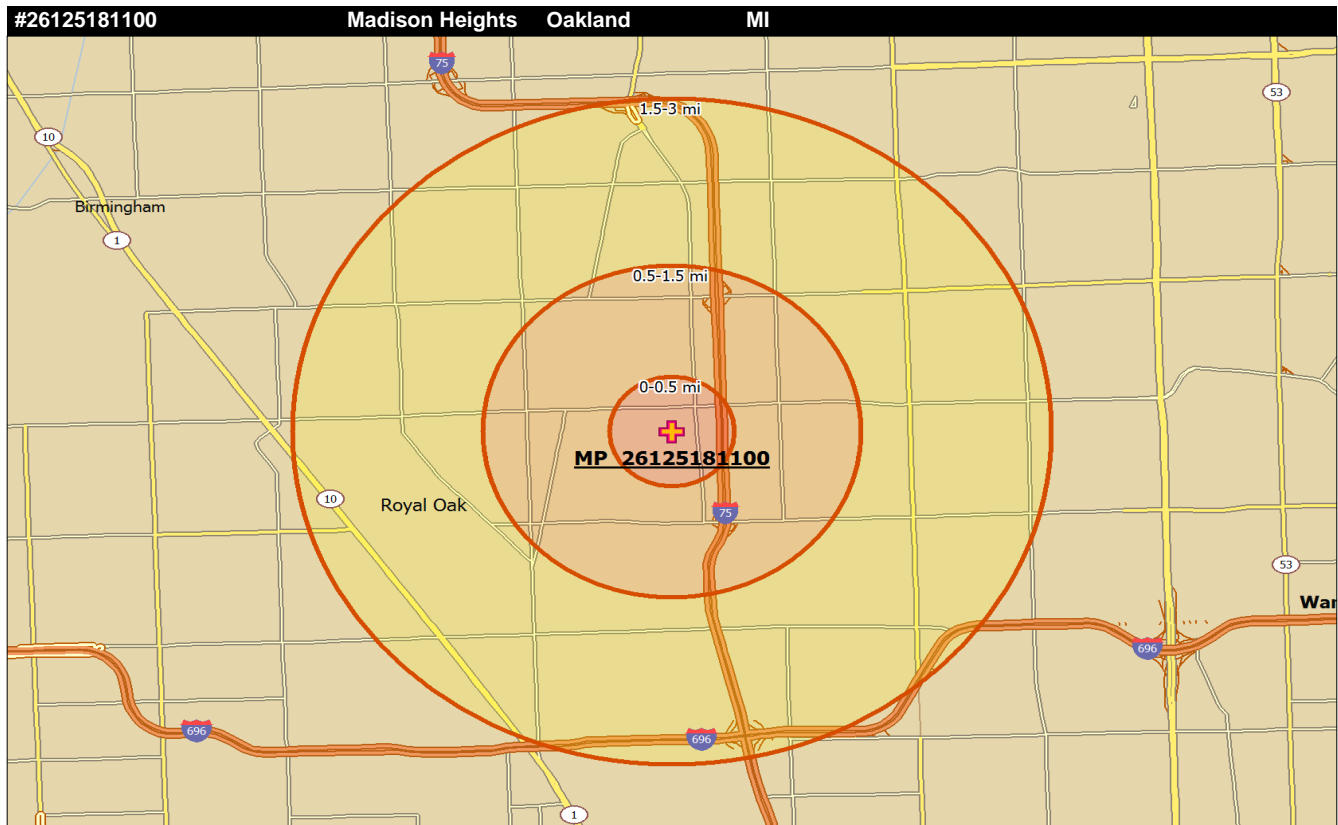 #26125181100 Madison Heights Oakland MI
75
1.5-3 mi
53
10
Birmingham
1
0.5-1.5 mi
0-0.5 mi
MP 26125181100
10
Royal Oak
75
53
War
696
696
696
1